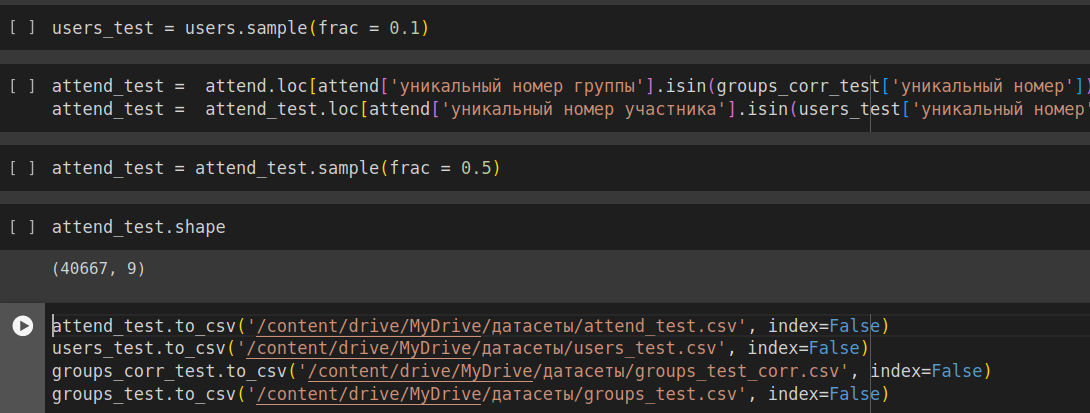 [ ] users_test = users.sample(frac = 0.1)
[ ] attend_test =  attend.loc[attend['уникальный номер группы'].isin(groups_corr_test['уникальный номер'])
attend_test =  attend_test.loc[attend['уникальный номер участника'].isin(users_test['уникальный номер'
[ ] attend_test = attend_test.sample(frac = 0.5)
[ ] attend_test.shape
(40667, 9)
attend_test.to_csv('/content/drive/MyDrive/датасеты/attend_test.csv', index=False)
users_test.to_csv('/content/drive/MyDrive/датасеты/users_test.csv', index=False)
groups_corr_test.to_csv('/content/drive/MyDrive/датасеты/groups_test_corr.csv', index=False)
groups_test.to_csv('/content/drive/MyDrive/датасеты/groups_test.csv', index=False)